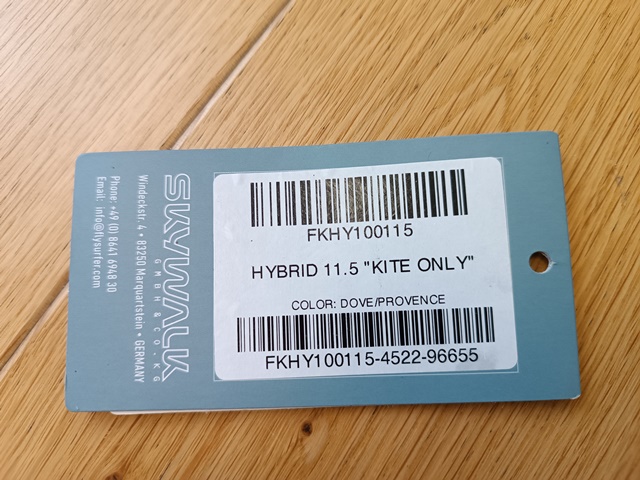 FKHY100115
HYBRID 11.5 "KITE ONLY"
COLOR: DOVE/PROVENCE
FKHY100115-4522-96655
SKYWALK
GMBH & CO. KG
Windeckstr. 4 • 83250 Marquartstein • GERMANY
Phone: +49 (0) 8641 6948 30
Email: info@flysurfer.com